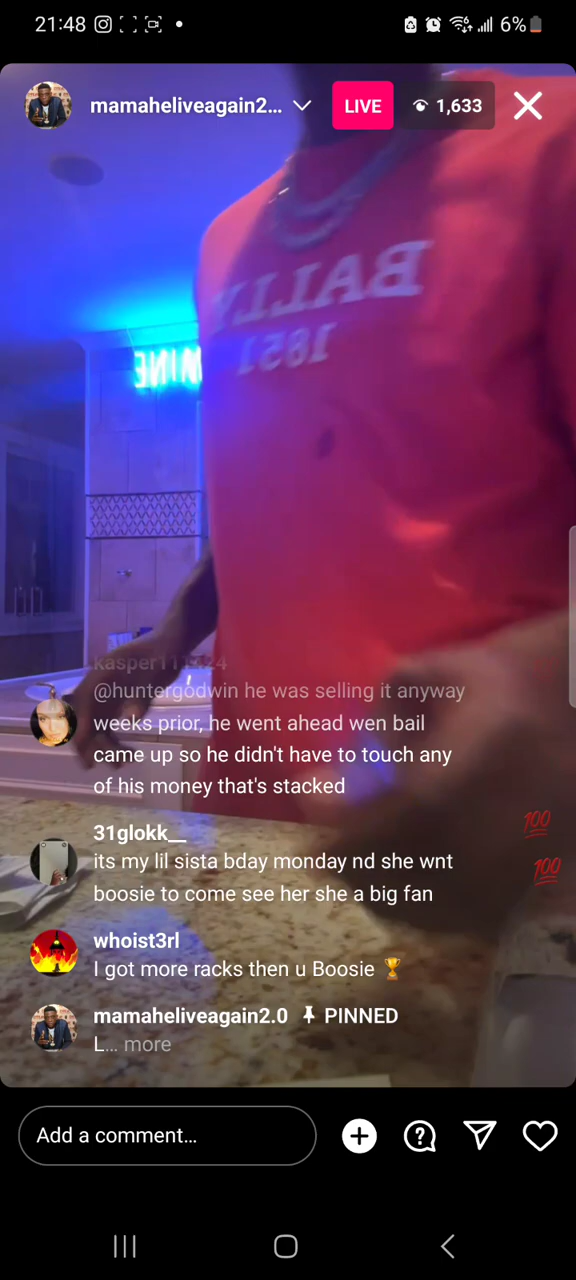 21:48
6%
mamaheliveagain2...
LIVE
1,633
BALLY
1851
WINE
kasper111424
@huntergodwin he was selling it anyway
weeks prior, he went ahead wen bail
came up so he didn't have to touch any
of his money that's stacked
31glokk__
its my lil sista bday monday nd she wnt
boosie to come see her she a big fan
💯
💯
whoist3rl
I got more racks then u Boosie 🏆
mamaheliveagain2.0 PINNED
L... more
Add a comment...